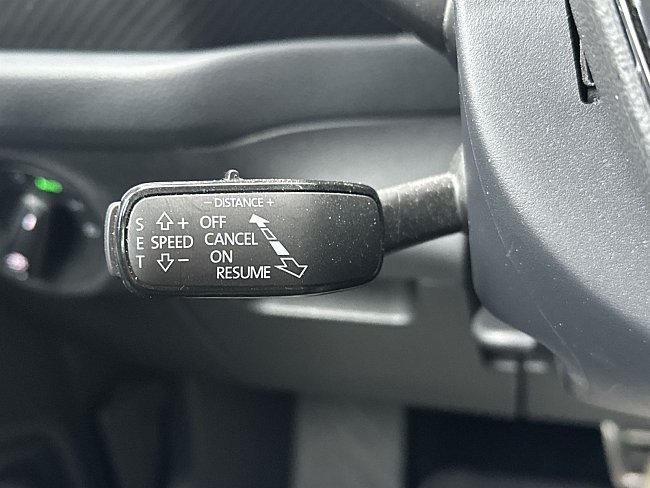 − DISTANCE +
S E T
+
SPEED
−
OFF
CANCEL
ON
RESUME